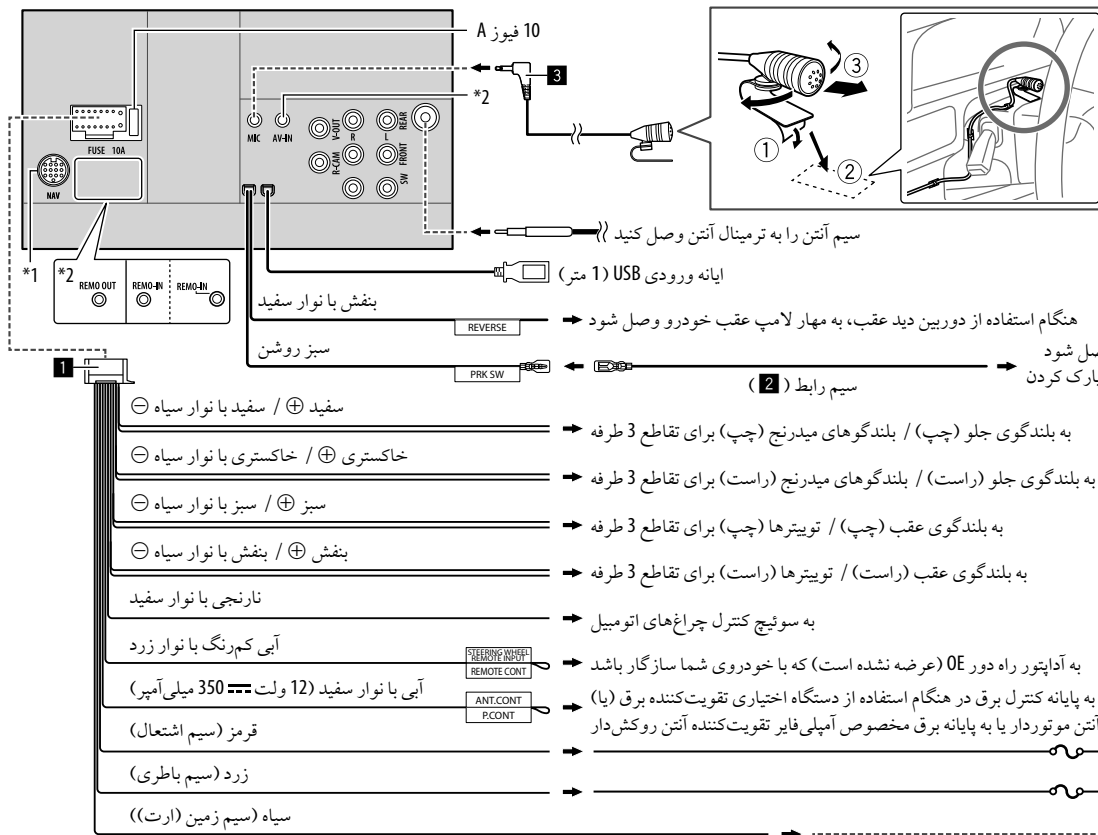 10 فیوز A
3
*2
MIC
AV-IN
V-OUT
R-CAM
R
L
REAR
FRONT
SW
FUSE 10A
NAV
*1
*2
REMO OUT
REMO-IN
REMO-IN
1
2
3
سیم آنتن را به ترمینال آنتن وصل کنید
ایانه ورودی USB (1 متر)
بنفش با نوار سفید
REVERSE
هنگام استفاده از دوربین دید عقب، به مهار لامپ عقب خودرو وصل شود
سبز روشن
PRK SW
سیم رابط (2)
صل شود
پارک کردن
1
سفید ⊕ / سفید با نوار سیاه ⊖
به بلندگوی جلو (چپ) / بلندگوهای میدرنج (چپ) برای تقاطع 3 طرفه
خاکستری ⊕ / خاکستری با نوار سیاه ⊖
به بلندگوی جلو (راست) / بلندگوهای میدرنج (راست) برای تقاطع 3 طرفه
سبز ⊕ / سبز با نوار سیاه ⊖
به بلندگوی عقب (چپ) / توییترها (چپ) برای تقاطع 3 طرفه
بنفش ⊕ / بنفش با نوار سیاه ⊖
به بلندگوی عقب (راست) / توییترها (راست) برای تقاطع 3 طرفه
نارنجی با نوار سفید
به سوئیچ کنترل چراغ‌های اتومبیل
آبی کم‌رنگ با نوار زرد
STEERING WHEEL
REMOTE INPUT
REMOTE CONT
به آداپتور راه دور OE (عرضه نشده است) که با خودروی شما سازگار باشد
آبی با نوار سفید (12 ولت ⎓ 350 میلی‌آمپر)
ANT.CONT
P.CONT
به پایانه کنترل برق در هنگام استفاده از دستگاه اختیاری تقویت‌کننده برق (یا)
آنتن موتوردار یا به پایانه برق مخصوص آمپلی‌فایر تقویت‌کننده آنتن روکش‌دار
قرمز (سیم اشتعال)
زرد (سیم باطری)
سیاه (سیم زمین (ارت))